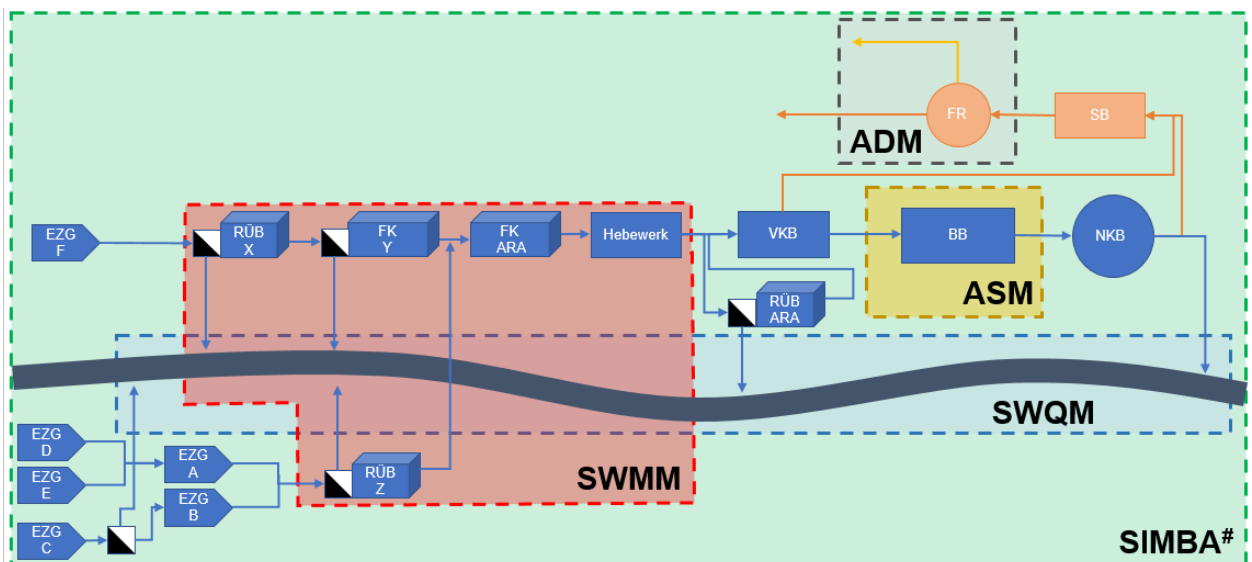 FR
SB
ADM
EZG
F
RÜB
X
FK
Y
FK
ARA
Hebewerk
VKB
BB
NKB
ASM
RÜB
ARA
SWQM
EZG
D
EZG
E
EZG
A
EZG
B
EZG
C
RÜB
Z
SWMM
SIMBA#